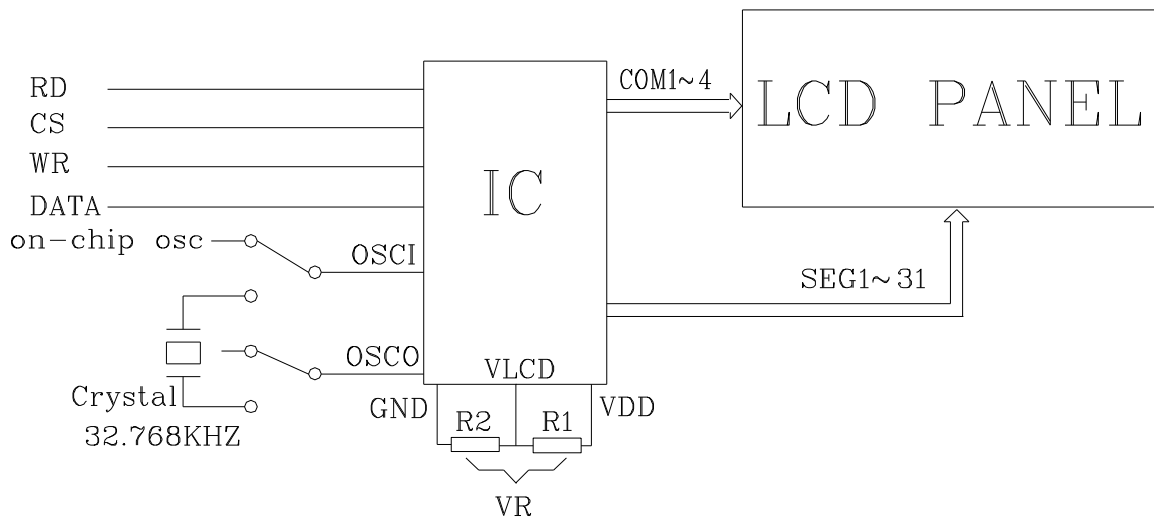 RD
CS
WR
DATA
on-chip osc
OSCI
OSCO
Crystal
32.768KHZ
IC
VLCD
GND
VDD
R2
R1
VR
COM1~4
LCD PANEL
SEG1~31